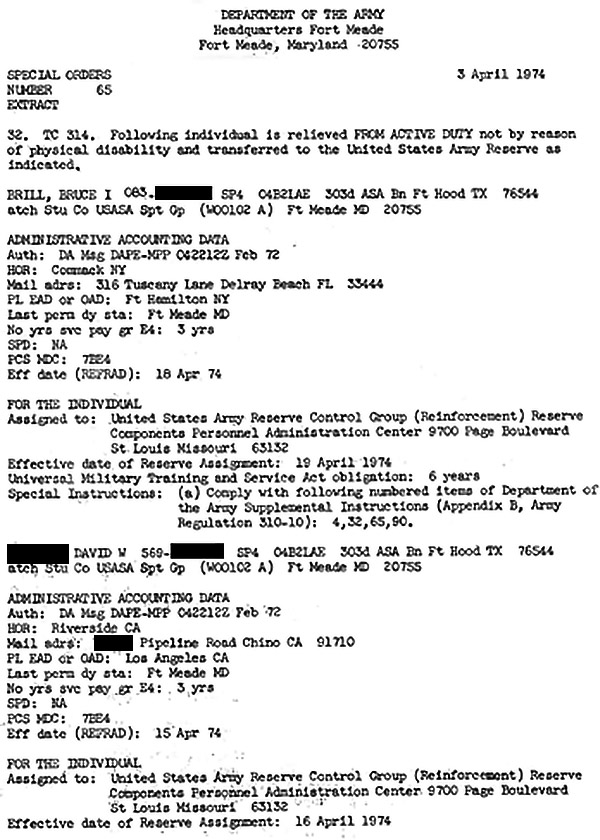 DEPARTMENT OF THE ARMY
Headquarters Fort Meade
Fort Meade, Maryland 20755
SPECIAL ORDERS 3 April 1974
NUMBER 65
EXTRACT
32. TC 314. Following individual is relieved FROM ACTIVE DUTY not by reason
of physical disability and transferred to the United States Army Reserve as
indicated.
BRILL, BRUCE I 083- SP4 04B2LAE 303d ASA Bn Ft Hood TX 76544
atch Stu Co USASA Spt Gp (W00102 A) Ft Meade MD 20755
ADMINISTRATIVE ACCOUNTING DATA
Auth: DA Msg DAPE-MPP 042212Z Feb 72
HOR: Commack NY
Mail adrs: 316 Tuscany Lane Delray Beach FL 33444
PL EAD or OAD: Ft Hamilton NY
Last perm dy sta: Ft Meade MD
No yrs svc pay gr E4: 3 yrs
SPD: NA
PCS MDC: 7BE4
Eff date (REFRAD): 18 Apr 74
FOR THE INDIVIDUAL
Assigned to: United States Army Reserve Control Group (Reinforcement) Reserve
Components Personnel Administration Center 9700 Page Boulevard
St Louis Missouri 63132
Effective date of Reserve Assignment: 19 April 1974
Universal Military Training and Service Act obligation: 6 years
Special Instructions: (a) Comply with following numbered items of Department of
the Army Supplemental Instructions (Appendix B, Army
Regulation 310-10): 4,32,65,90.
DAVID W 569- SP4 04B2LAE 303d ASA Bn Ft Hood TX 76544
atch Stu Co USASA Spt Gp (W00102 A) Ft Meade MD 20755
ADMINISTRATIVE ACCOUNTING DATA
Auth: DA Msg DAPE-MPP 042212Z Feb 72
HOR: Riverside CA
Mail adrs: Pipeline Road Chino CA 91710
PL EAD or OAD: Los Angeles CA
Last perm dy sta: Ft Meade MD
No yrs svc pay gr E4: 3 yrs
SPD: NA
PCS MDC: 7BE4
Eff date (REFRAD): 15 Apr 74
FOR THE INDIVIDUAL
Assigned to: United States Army Reserve Control Group (Reinforcement) Reserve
Components Personnel Administration Center 9700 Page Boulevard
St Louis Missouri 63132
Effective date of Reserve Assignment: 16 April 1974